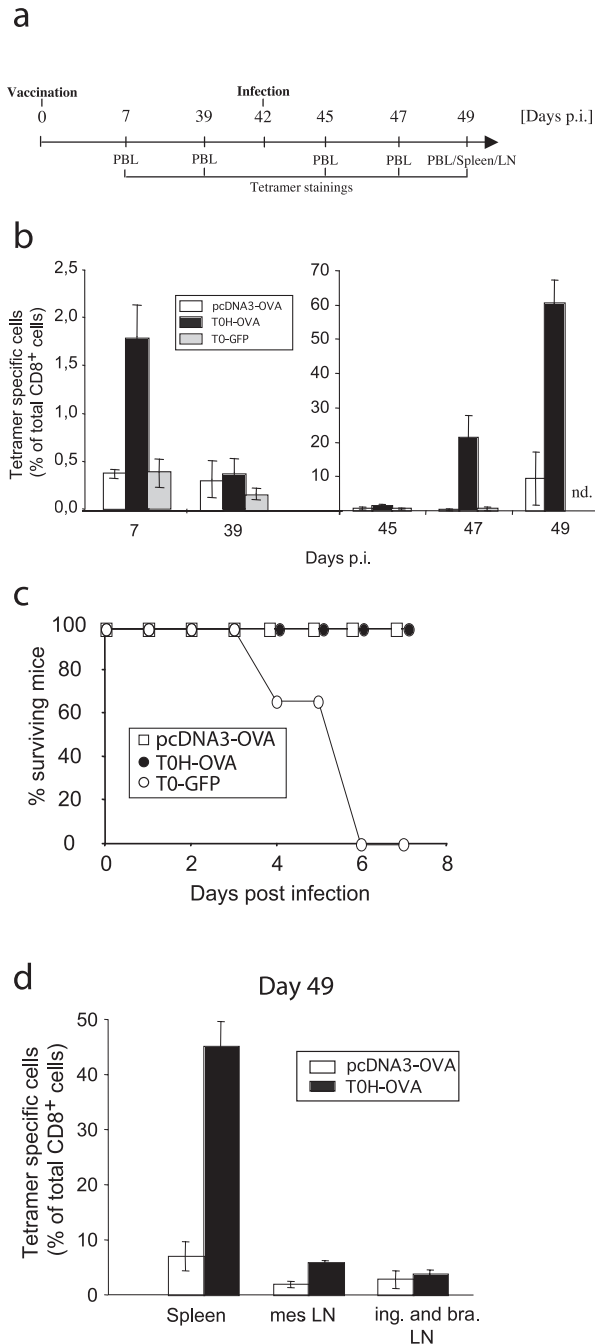 a
Vaccination Infection
0 7 39 42 45 47 49 [Days p.i.]
PBL PBL PBL PBL PBL/Spleen/LN
Tetramer stainings
b
Tetramer specific cells
(% of total CD8+ cells)
2,5
2,0
1,5
1,0
0,5
0,0
pcDNA3-OVA
T0H-OVA
T0-GFP
70
60
50
40
30
20
10
nd.
7 39 45 47 49
Days p.i.
c
% surviving mice
100
80
60
40
20
0
pcDNA3-OVA
T0H-OVA
T0-GFP
0 2 4 6 8
Days post infection
d
Day 49
Tetramer specific cells
(% of total CD8+ cells)
50
40
30
20
10
0
pcDNA3-OVA
T0H-OVA
Spleen mes LN ing. and bra.
LN